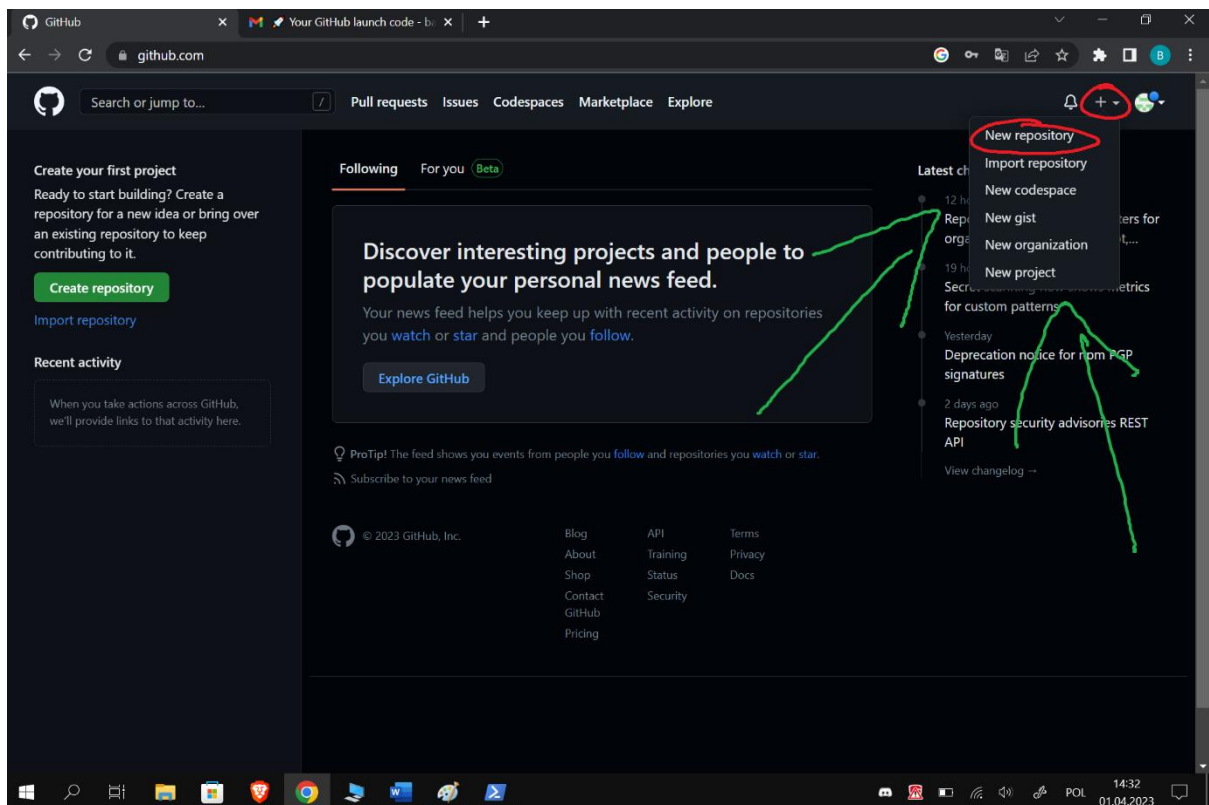 GitHub
Your GitHub launch code - b
github.com
B
Search or jump to...
/
Pull requests Issues Codespaces Marketplace Explore
New repository
Import repository
New codespace
New gist
New organization
New project
Create your first project
Ready to start building? Create a
repository for a new idea or bring over
an existing repository to keep
contributing to it.
Create repository
Import repository
Recent activity
When you take actions across GitHub,
we'll provide links to that activity here.
Following For you Beta
Discover interesting projects and people to
populate your personal news feed.
Your news feed helps you keep up with recent activity on repositories
you watch or star and people you follow.
Explore GitHub
ProTip! The feed shows you events from people you follow and repositories you watch or star.
Subscribe to your news feed
Latest
12
for
19
metrics
for custom patterns
Yesterday
Deprecation notice for npm PGP
signatures
2 days ago
Repository security advisories REST
API
View changelog →
© 2023 GitHub, Inc.
Blog
About
Shop
Contact
GitHub
Pricing
API
Training
Status
Security
Terms
Privacy
Docs
POL
14:32
01.04.2023